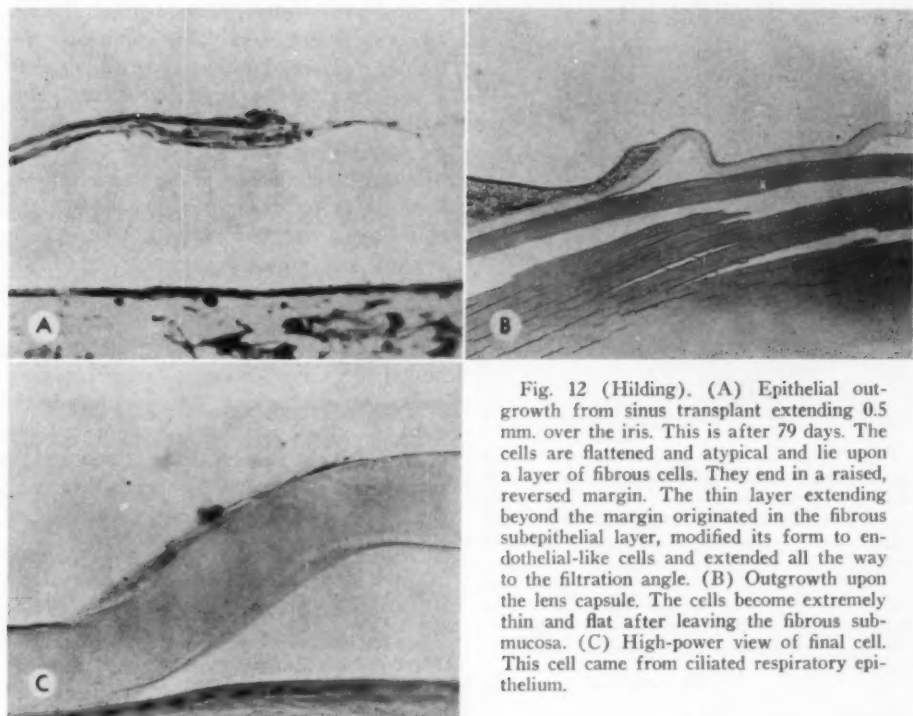 A
B
C
Fig. 12 (Hilding). (A) Epithelial out-
growth from sinus transplant extending 0.5
mm. over the iris. This is after 79 days. The
cells are flattened and atypical and lie upon
a layer of fibrous cells. They end in a raised,
reversed margin. The thin layer extending
beyond the margin originated in the fibrous
subepithelial layer, modified its form to en-
dothelial-like cells and extended all the way
to the filtration angle. (B) Outgrowth upon
the lens capsule. The cells become extremely
thin and flat after leaving the fibrous sub-
mucosa. (C) High-power view of final cell.
This cell came from ciliated respiratory epi-
thelium.